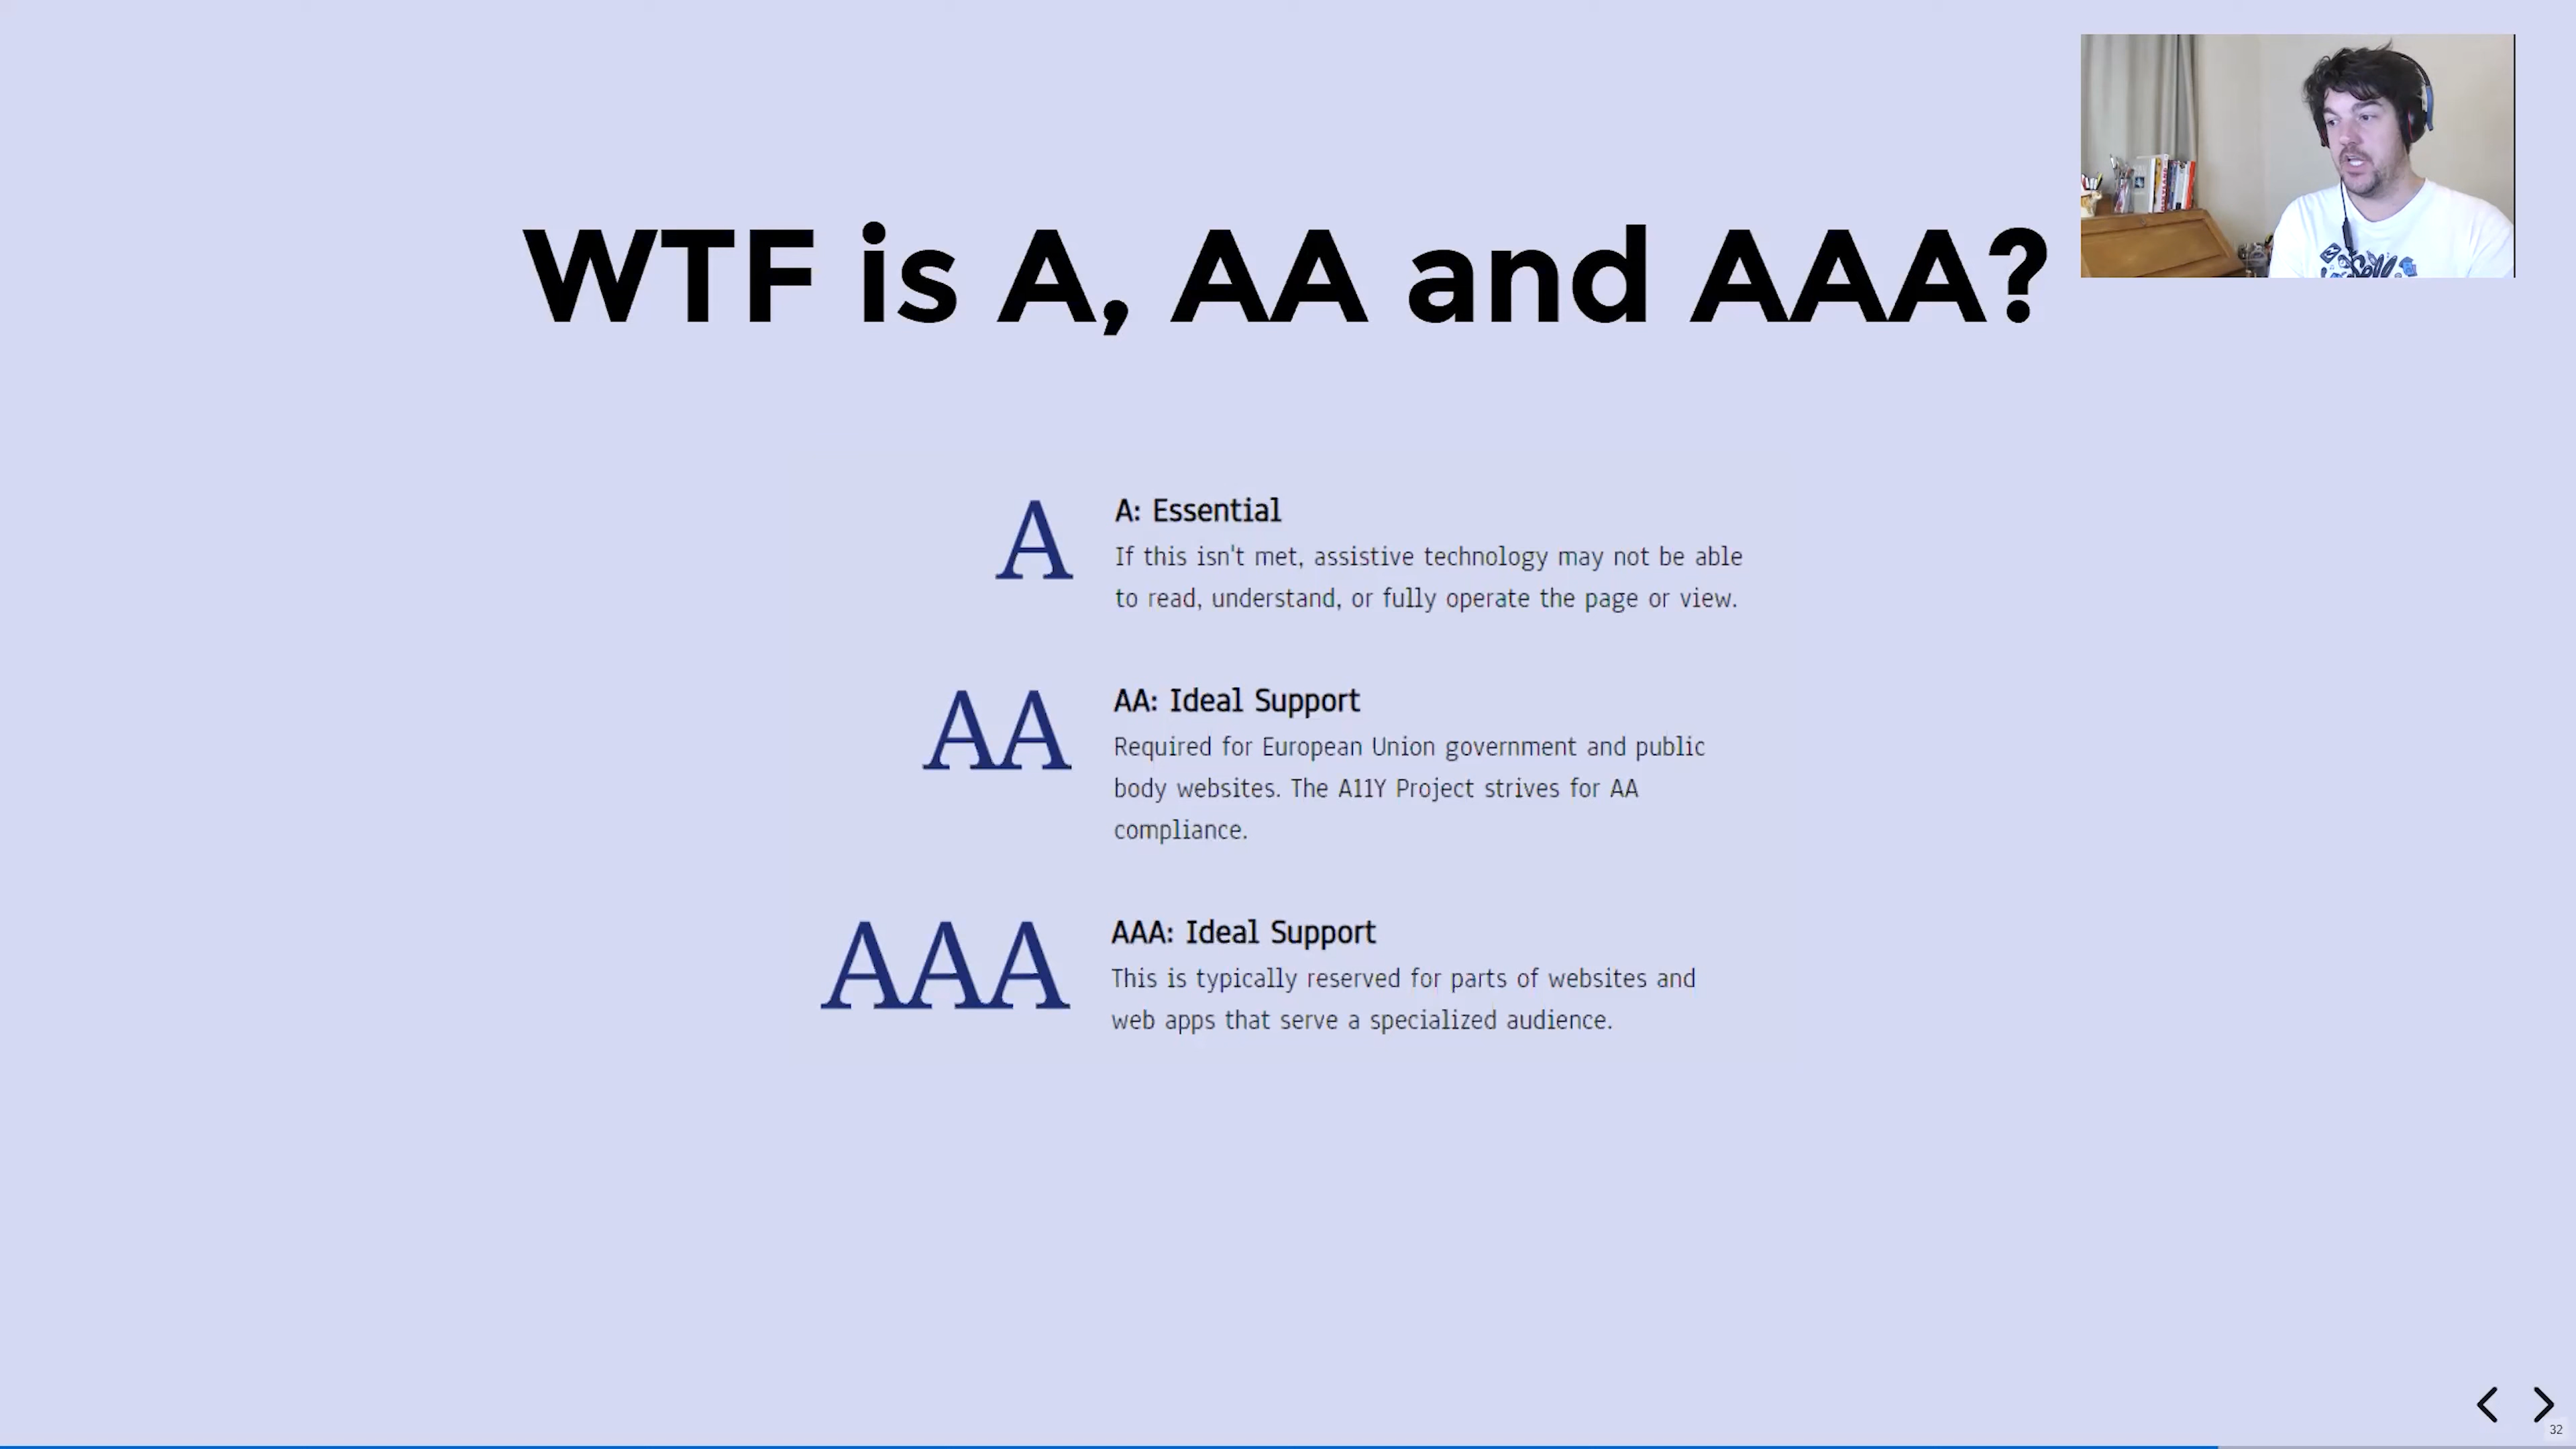 WTF is A, AA and AAA?
A
A: Essential
If this isn't met, assistive technology may not be able
to read, understand, or fully operate the page or view.
AA
AA: Ideal Support
Required for European Union government and public
body websites. The A11Y Project strives for AA
compliance.
AAA
AAA: Ideal Support
This is typically reserved for parts of websites and
web apps that serve a specialized audience.
32